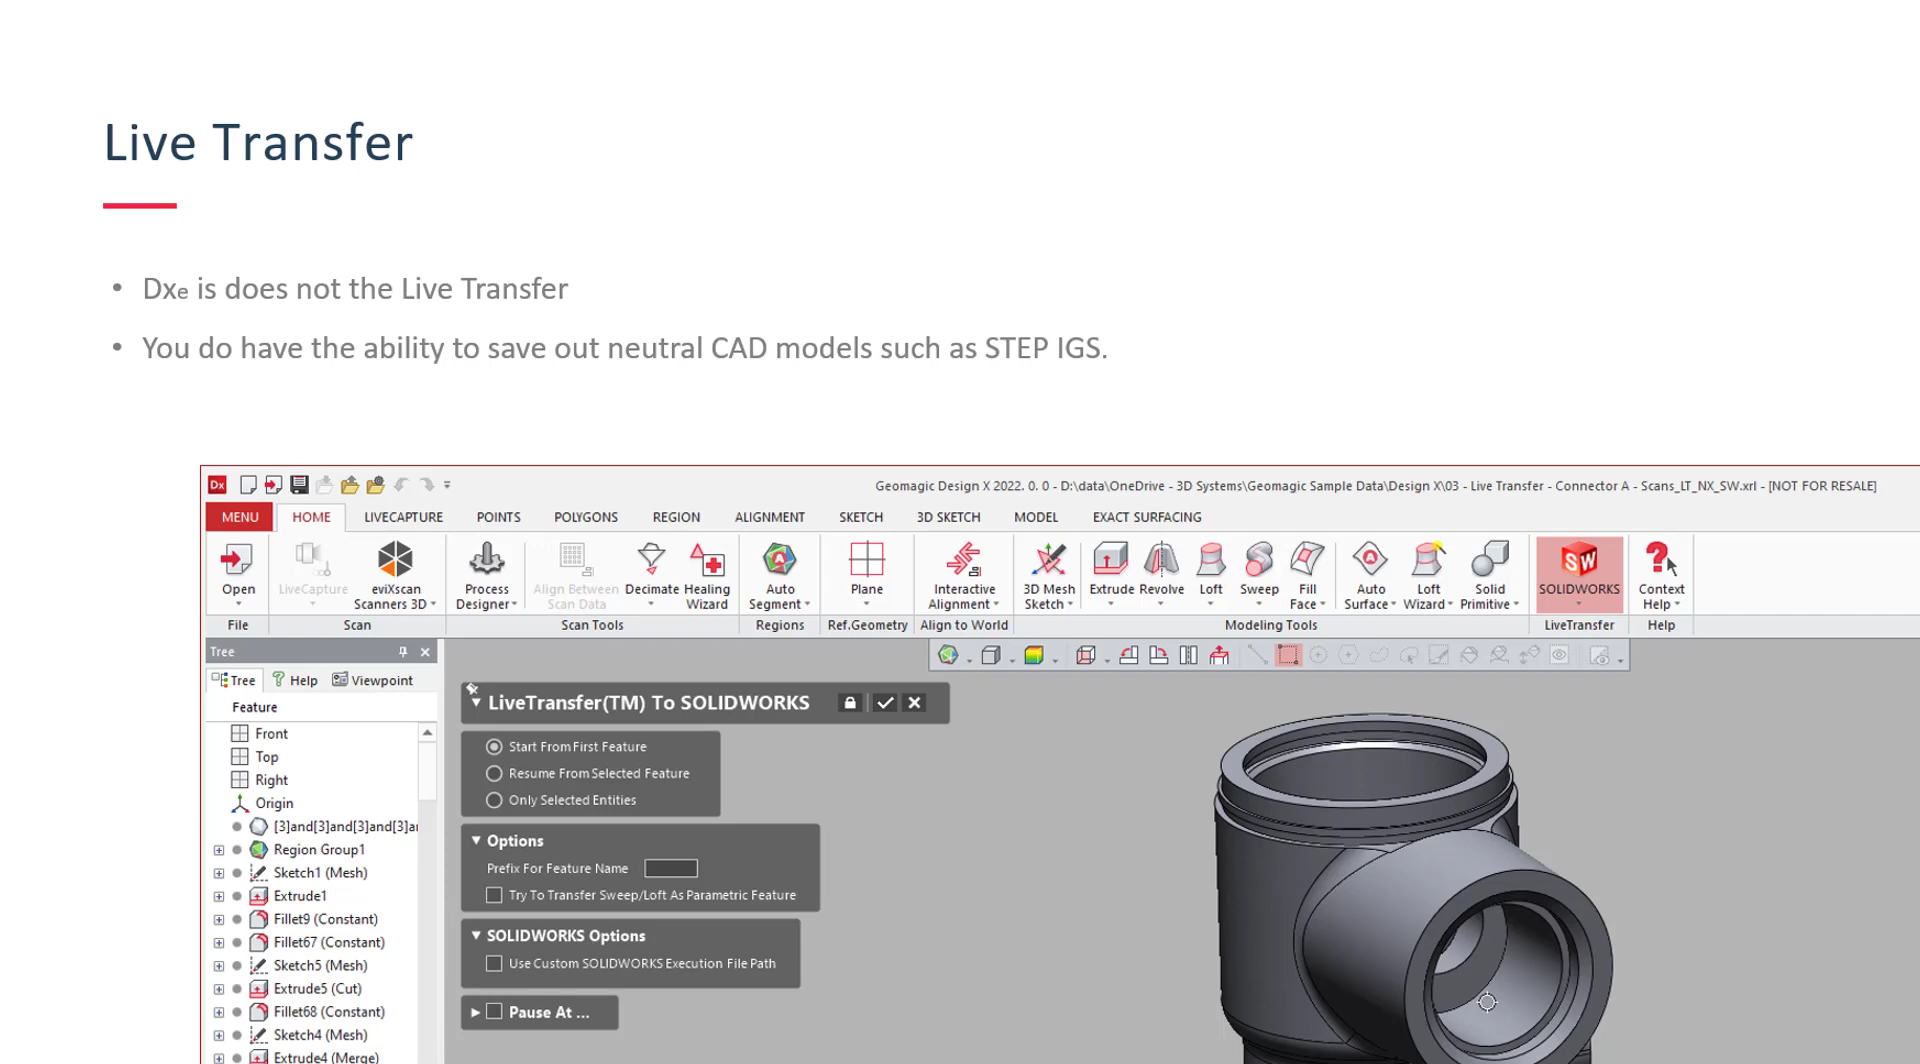 Live Transfer
• Dxe is does not the Live Transfer
• You do have the ability to save out neutral CAD models such as STEP IGS.
Dx
Geomagic Design X 2022. 0. 0 - D:\data\OneDrive - 3D Systems\Geomagic Sample Data\Design X\03 - Live Transfer - Connector A - Scans_LT_NX_SW.xrl - [NOT FOR RESALE]
MENU HOME LIVECAPTURE POINTS POLYGONS REGION ALIGNMENT SKETCH 3D SKETCH MODEL EXACT SURFACING
Open LiveCapture eviXscan Process Align Between Decimate Healing Auto Plane Interactive 3D Mesh Extrude Revolve Loft Sweep Fill Auto Loft Solid SOLIDWORKS Context
Scanners 3D Designer Scan Data Wizard Segment Alignment Sketch Face Surface Wizard Primitive Help
File Scan Scan Tools Regions Ref.Geometry Align to World Modeling Tools LiveTransfer Help
Tree
Tree Help Viewpoint
Feature
Front
Top
Right
Origin
[3]and[3]and[3]and[3]a
Region Group1
Sketch1 (Mesh)
Extrude1
Fillet9 (Constant)
Fillet67 (Constant)
Sketch5 (Mesh)
Extrude5 (Cut)
Fillet68 (Constant)
Sketch4 (Mesh)
Extrude4 (Merge)
LiveTransfer(TM) To SOLIDWORKS
Start From First Feature
Resume From Selected Feature
Only Selected Entities
Options
Prefix For Feature Name
Try To Transfer Sweep/Loft As Parametric Feature
SOLIDWORKS Options
Use Custom SOLIDWORKS Execution File Path
Pause At ...